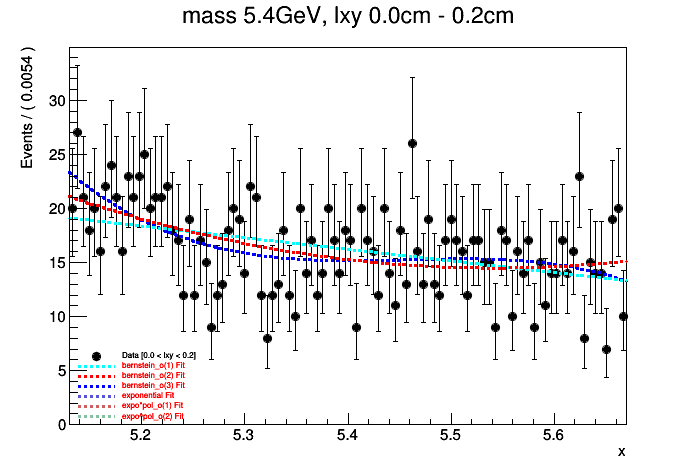 mass 5.4GeV, lxy 0.0cm - 0.2cm
Events / ( 0.0054 )
30
25
20
15
10
5
0
Data [0.0 < lxy < 0.2]
bernstein_o(1) Fit
bernstein_o(2) Fit
bernstein_o(3) Fit
exponential Fit
expo*pol_o(1) Fit
expo*pol_o(2) Fit
5.2
5.3
5.4
5.5
5.6
x